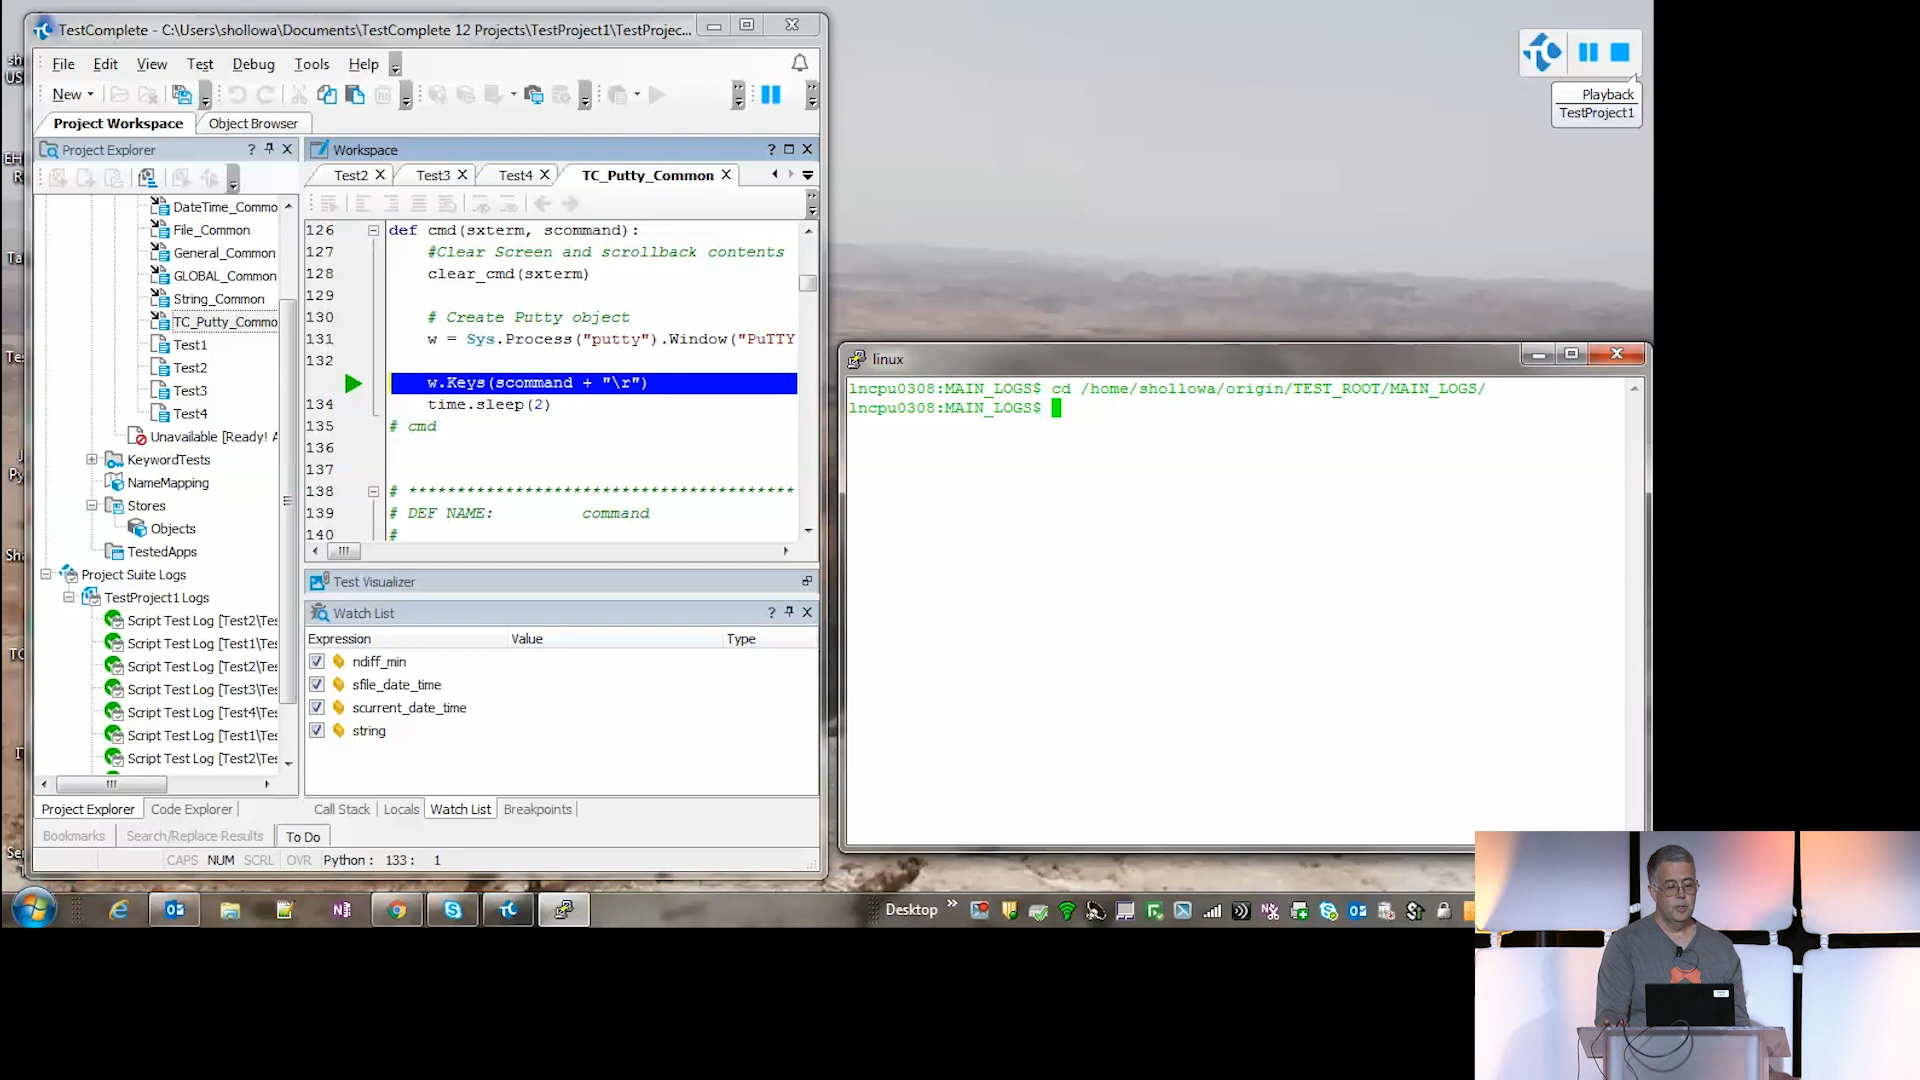 TestComplete - C:\Users\shollowa\Documents\TestComplete 12 Projects\TestProject1\TestProjec...
File Edit View Test Debug Tools Help
New
Project Workspace Object Browser
Project Explorer
DateTime_Commo
File_Common
General_Common
GLOBAL_Common
String_Common
TC_Putty_Commo
Test1
Test2
Test3
Test4
Unavailable [Ready! A
KeywordTests
NameMapping
Stores
Objects
TestedApps
Project Suite Logs
TestProject1 Logs
Script Test Log [Test2\Tes
Script Test Log [Test1\Tes
Script Test Log [Test2\Tes
Script Test Log [Test3\Tes
Script Test Log [Test4\Tes
Script Test Log [Test1\Tes
Script Test Log [Test2\Tes
Project Explorer Code Explorer
Bookmarks Search/Replace Results To Do
CAPS NUM SCRL OVR Python : 133 : 1
Workspace
Test2 Test3 Test4 TC_Putty_Common
126 def cmd(sxterm, scommand):
127 #Clear Screen and scrollback contents
128 clear_cmd(sxterm)
129
130 # Create Putty object
131 w = Sys.Process("putty").Window("PuTTY
132
w.Keys(scommand + "\r")
134 time.sleep(2)
135 # cmd
136
137
138 # ****************************************
139 # DEF NAME: command
140 #
Test Visualizer
Watch List
Expression Value Type
ndiff_min
sfile_date_time
scurrent_date_time
string
Call Stack Locals Watch List Breakpoints
Playback
TestProject1
linux
lncpu0308:MAIN_LOGS$ cd /home/shollowa/origin/TEST_ROOT/MAIN_LOGS/
lncpu0308:MAIN_LOGS$
Desktop